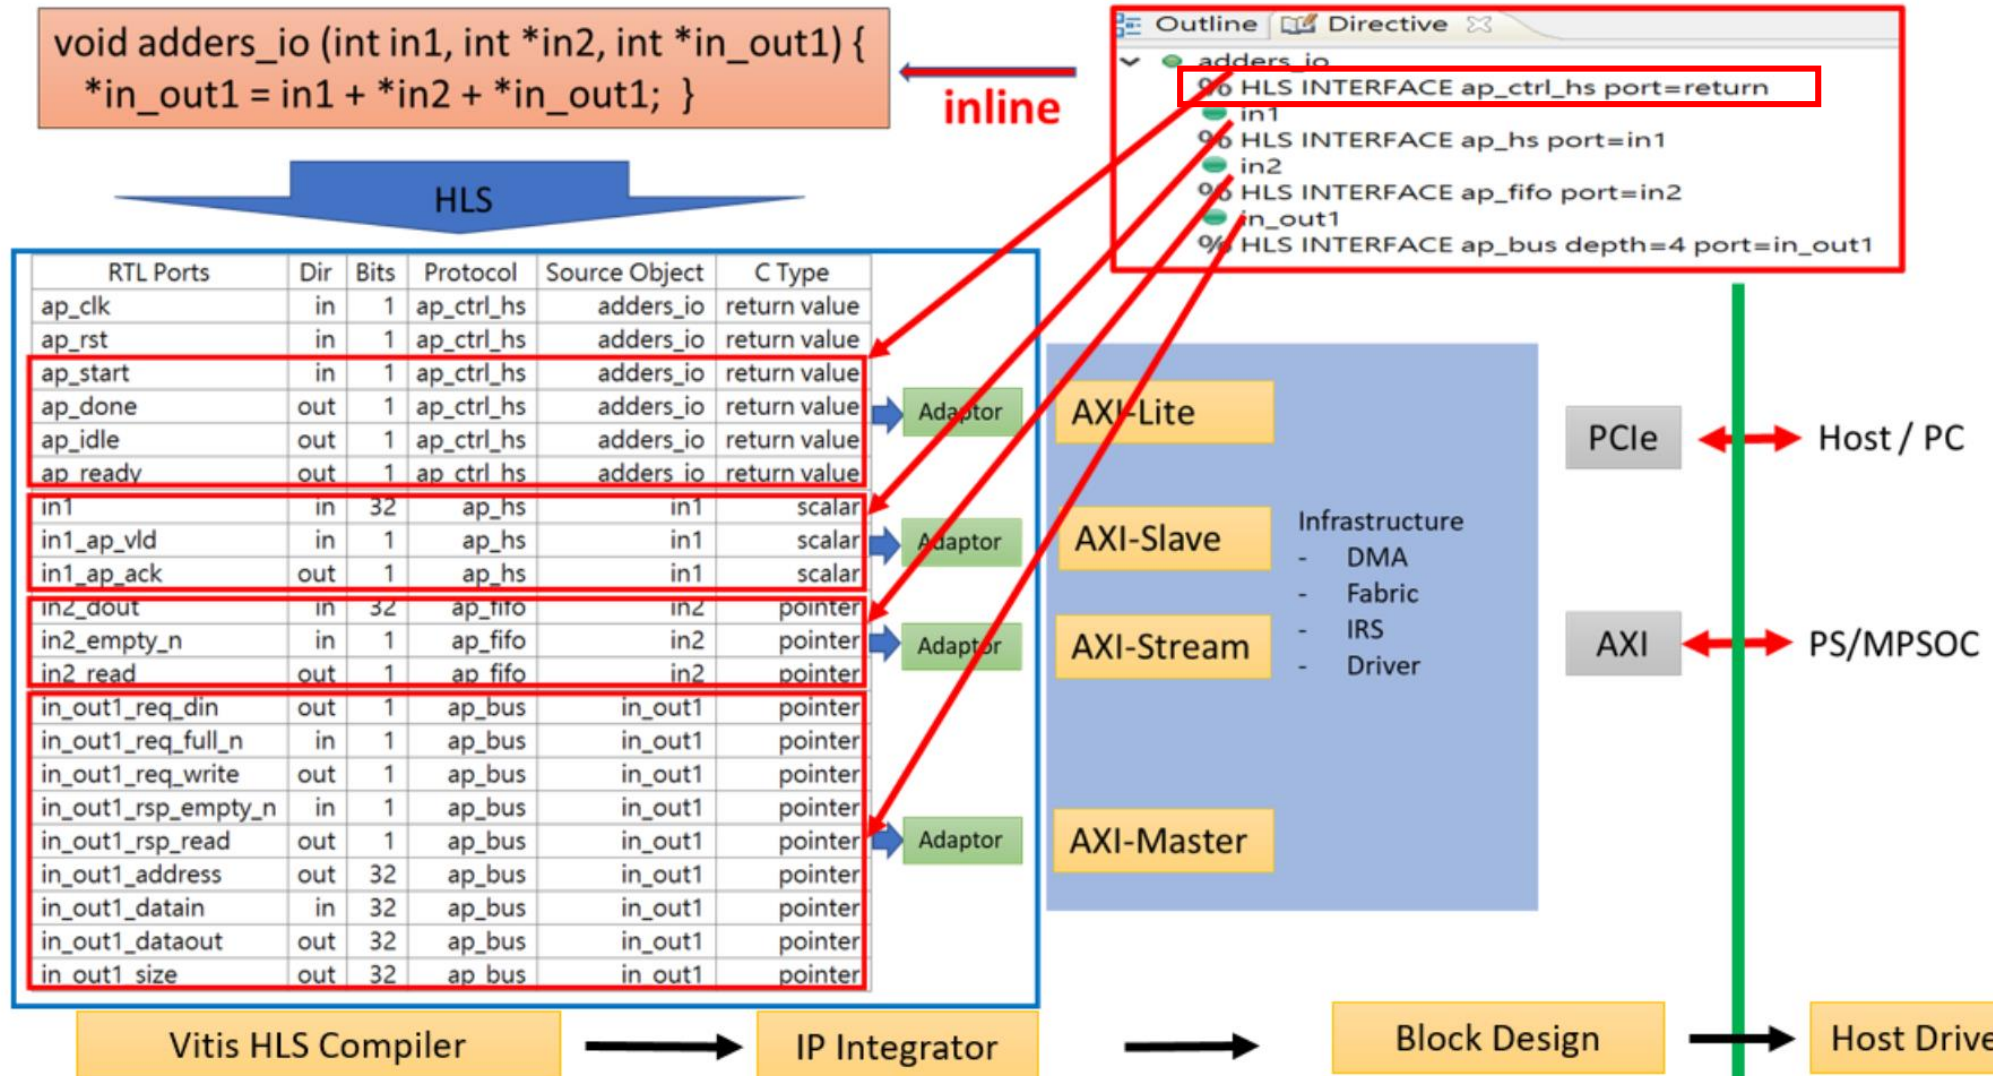 void adders_io (int in1, int *in2, int *in_out1) {
*in_out1 = in1 + *in2 + *in_out1; }
inline
Outline Directive
adders_io
% HLS INTERFACE ap_ctrl_hs port=return
in1
% HLS INTERFACE ap_hs port=in1
in2
% HLS INTERFACE ap_fifo port=in2
in_out1
% HLS INTERFACE ap_bus depth=4 port=in_out1
HLS
RTL Ports Dir Bits Protocol Source Object C Type
ap_clk in 1 ap_ctrl_hs adders_io return value
ap_rst in 1 ap_ctrl_hs adders_io return value
ap_start in 1 ap_ctrl_hs adders_io return value
ap_done out 1 ap_ctrl_hs adders_io return value
ap_idle out 1 ap_ctrl_hs adders_io return value
ap_ready out 1 ap_ctrl_hs adders_io return value
in1 in 32 ap_hs in1 scalar
in1_ap_vld in 1 ap_hs in1 scalar
in1_ap_ack out 1 ap_hs in1 scalar
in2_dout in 32 ap_fifo in2 pointer
in2_empty_n in 1 ap_fifo in2 pointer
in2_read out 1 ap_fifo in2 pointer
in_out1_req_din out 1 ap_bus in_out1 pointer
in_out1_req_full_n in 1 ap_bus in_out1 pointer
in_out1_req_write out 1 ap_bus in_out1 pointer
in_out1_rsp_empty_n in 1 ap_bus in_out1 pointer
in_out1_rsp_read out 1 ap_bus in_out1 pointer
in_out1_address out 32 ap_bus in_out1 pointer
in_out1_datain in 32 ap_bus in_out1 pointer
in_out1_dataout out 32 ap_bus in_out1 pointer
in_out1_size out 32 ap_bus in_out1 pointer
Adaptor
Adaptor
Adaptor
Adaptor
AXI-Lite
AXI-Slave
AXI-Stream
AXI-Master
Infrastructure
- DMA
- Fabric
- IRS
- Driver
PCIe
Host / PC
AXI
PS/MPSOC
Vitis HLS Compiler
IP Integrator
Block Design
Host Drive